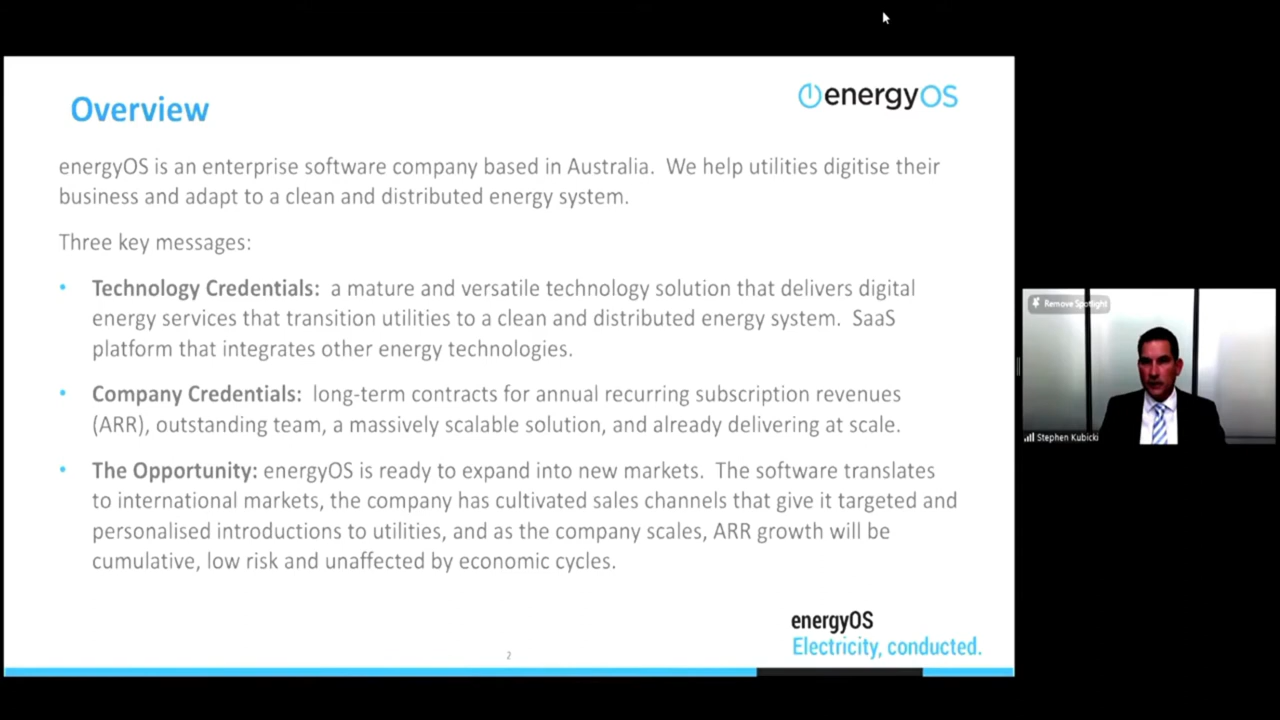 Overview
energyOS
energyOS is an enterprise software company based in Australia.  We help utilities digitise their
business and adapt to a clean and distributed energy system.
Three key messages:
• Technology Credentials:  a mature and versatile technology solution that delivers digital
energy services that transition utilities to a clean and distributed energy system.  SaaS
platform that integrates other energy technologies.
• Company Credentials:  long-term contracts for annual recurring subscription revenues
(ARR), outstanding team, a massively scalable solution, and already delivering at scale.
• The Opportunity: energyOS is ready to expand into new markets.  The software translates
to international markets, the company has cultivated sales channels that give it targeted and
personalised introductions to utilities, and as the company scales, ARR growth will be
cumulative, low risk and unaffected by economic cycles.
energyOS
Electricity, conducted.
2
Remove Spotlight
Stephen Kubicki